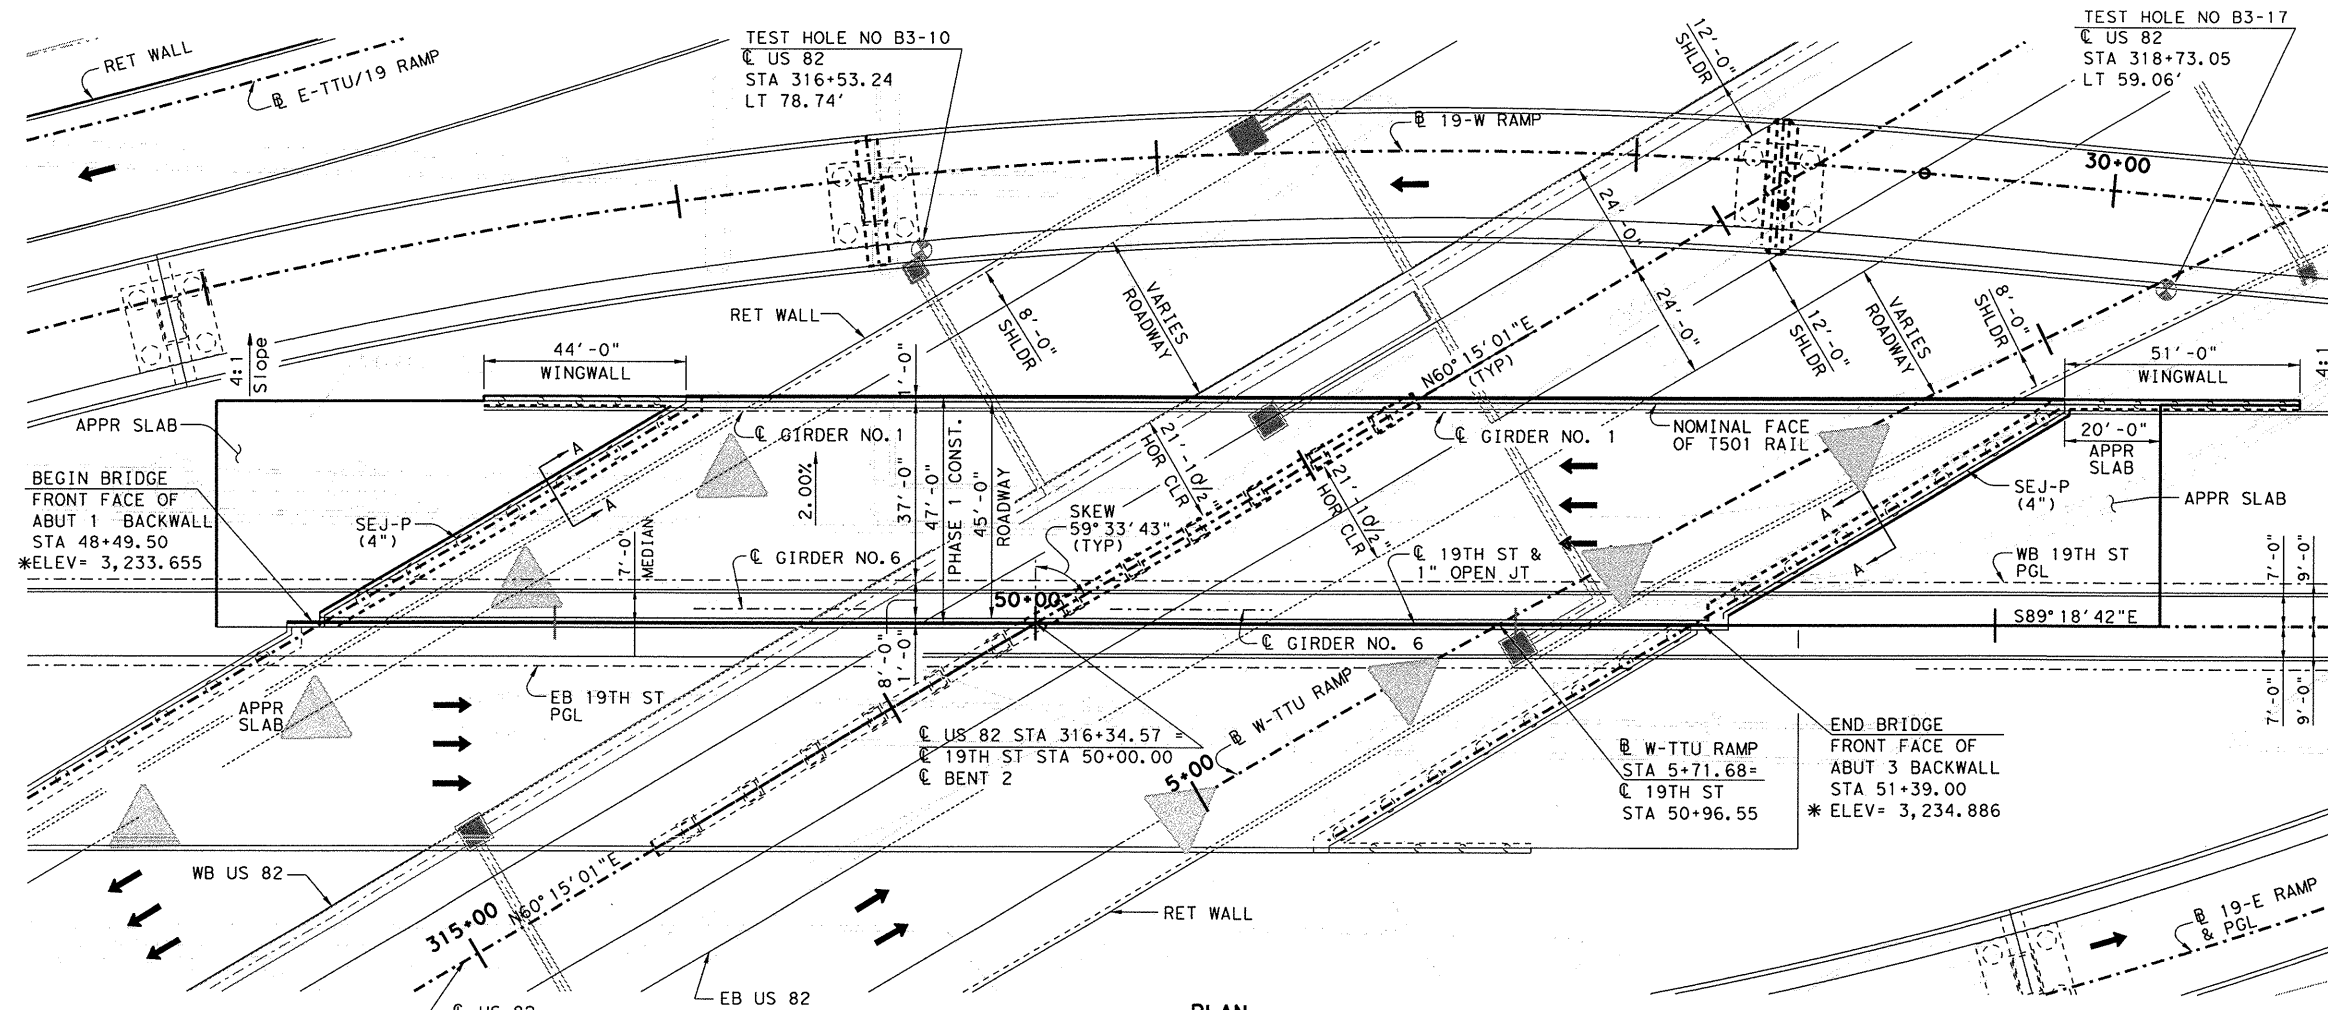 RET WALL
℄ E-TTU/19 RAMP
TEST HOLE NO B3-10
℄ US 82
STA 316+53.24
LT 78.74'
12'-0"
SHLDR
TEST HOLE NO B3-17
℄ US 82
STA 318+73.05
LT 59.06'
℄ 19-W RAMP
30+00
4:1
Slope
44'-0"
WINGWALL
RET WALL
8'-0"
SHLDR
VARIES
ROADWAY
24'-0"
24'-0"
12'-0"
SHLDR
VARIES
ROADWAY
8'-0"
SHLDR
51'-0"
WINGWALL
4:1
N60°15'01"E
(TYP)
APPR SLAB
℄ GIRDER NO.1
1'-0"
37'-0"
47'-0"
PHASE 1 CONST.
45'-0"
ROADWAY
2.00%
21'-10½"
HOR CLR
21'-10½"
HOR CLR
℄ GIRDER NO. 1
NOMINAL FACE
OF T501 RAIL
20'-0"
APPR
SLAB
BEGIN BRIDGE
FRONT FACE OF
ABUT 1 BACKWALL
STA 48+49.50
*ELEV= 3,233.655
A
A
SEJ-P
(4")
7'-0"
MEDIAN
℄ GIRDER NO.6
SKEW
59°33'43"
(TYP)
℄ 19TH ST &
1" OPEN JT
SEJ-P
(4")
APPR SLAB
A
A
WB 19TH ST
PGL
7'-0"
9'-0"
50+00
S89°18'42"E
℄ GIRDER NO. 6
8'-0"
1'-0"
APPR
SLAB
EB 19TH ST
PGL
℄ US 82 STA 316+34.57 =
℄ 19TH ST STA 50+00.00
℄ BENT 2
5+00
℄ W-TTU RAMP
℄ W-TTU RAMP
STA 5+71.68=
℄ 19TH ST
STA 50+96.55
END BRIDGE
FRONT FACE OF
ABUT 3 BACKWALL
STA 51+39.00
* ELEV= 3,234.886
7'-0"
9'-0"
WB US 82
315+00
N60°15'01"E
RET WALL
℄ 19-E RAMP
& PGL
EB US 82
℄ US 82
PLAN